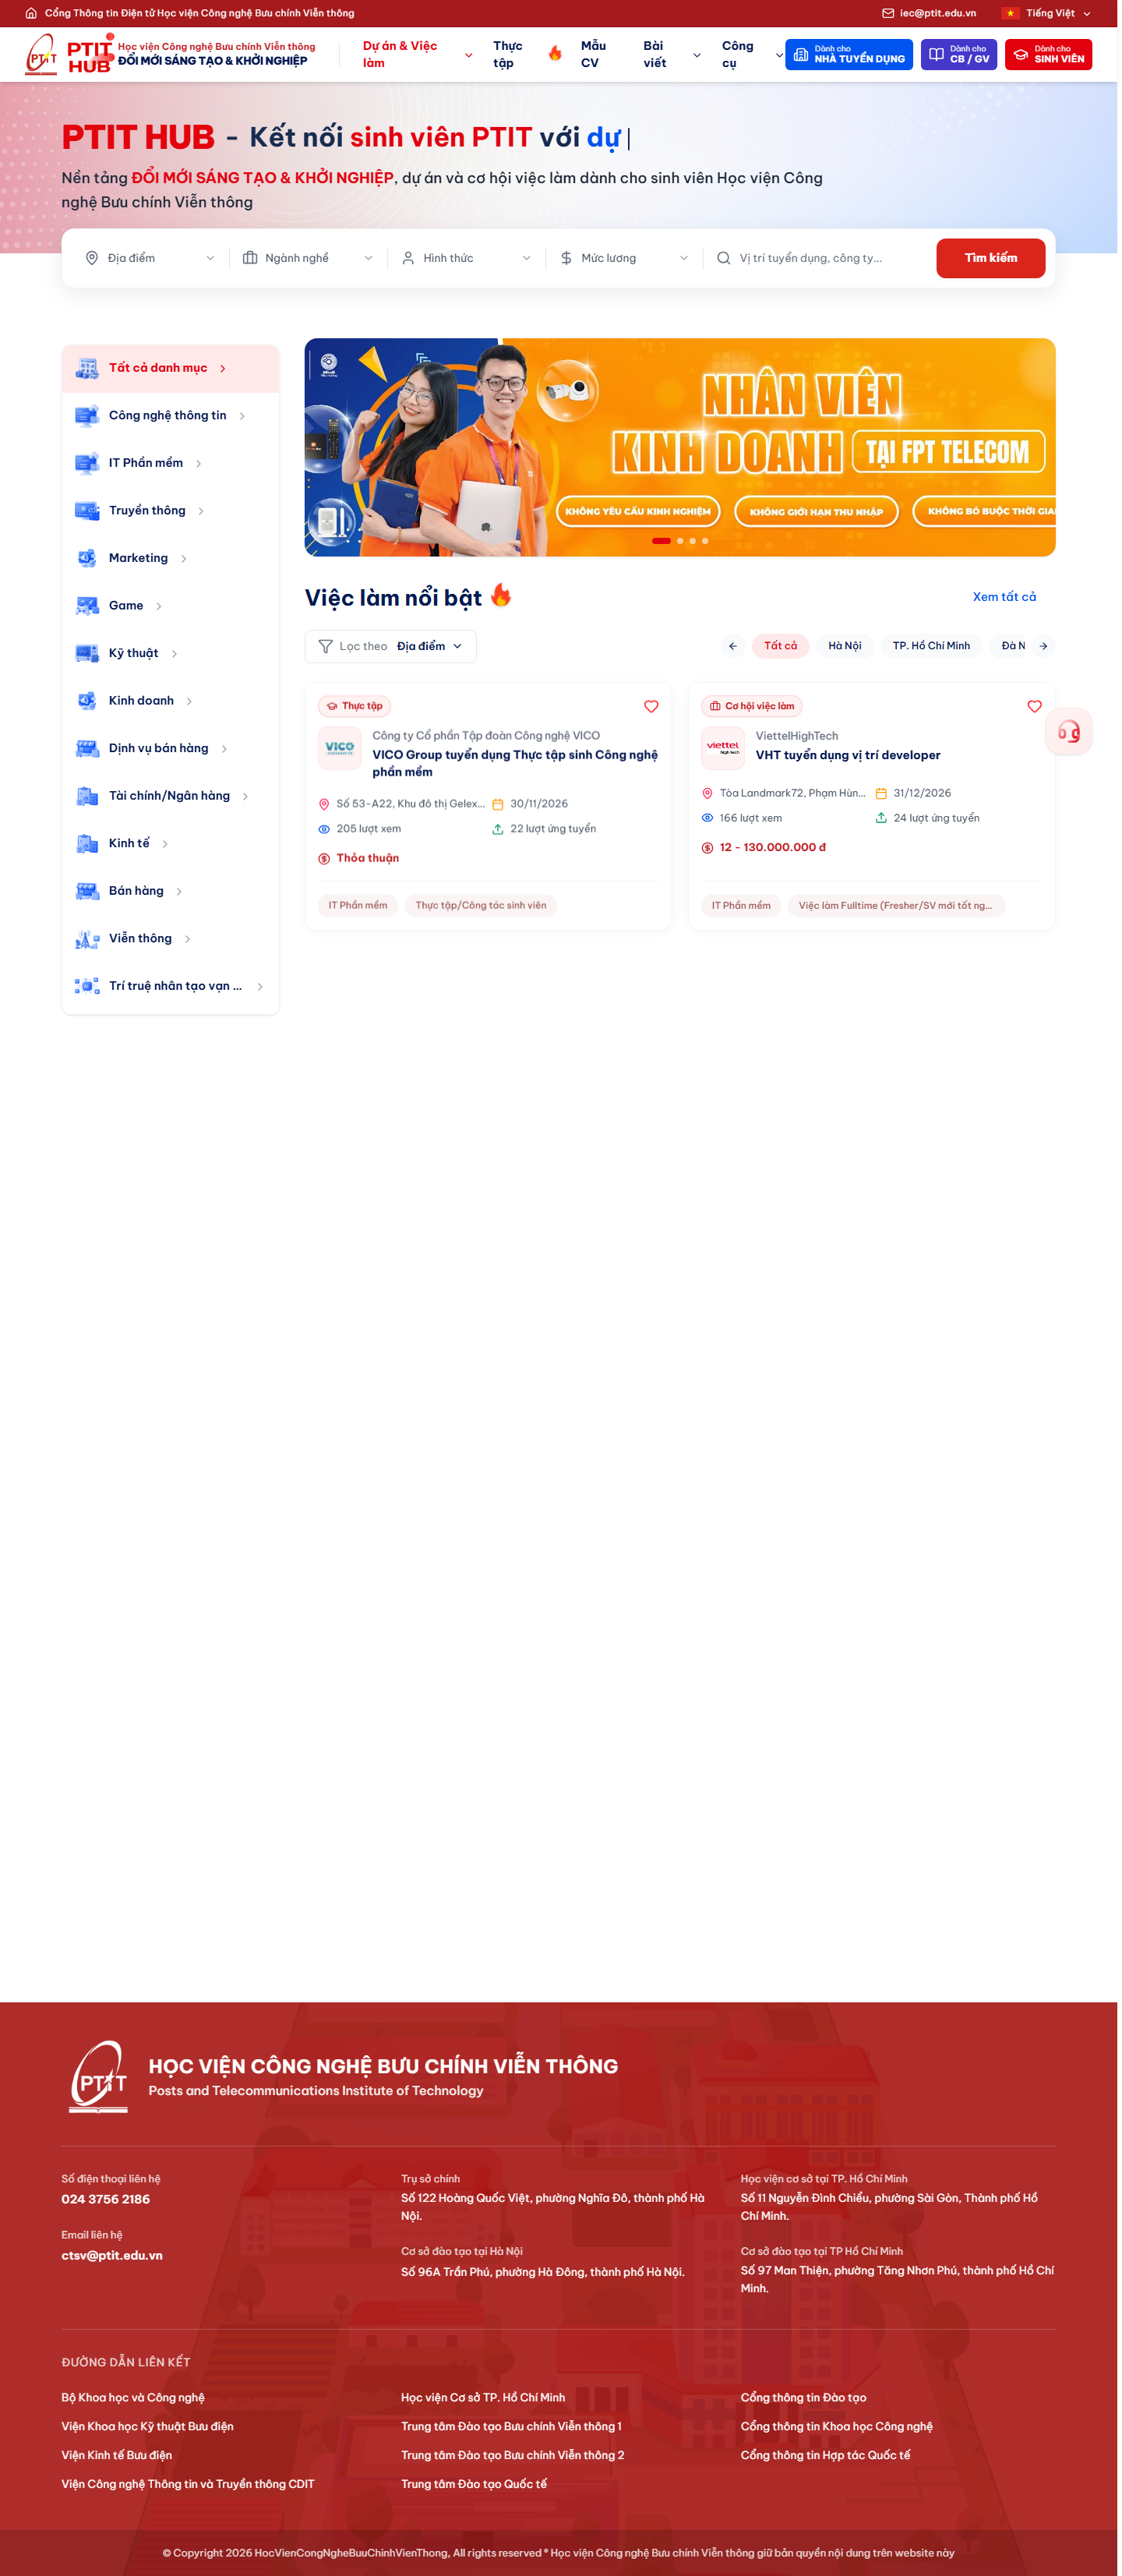 Cổng Thông tin Điện tử Học viện Công nghệ Bưu chính Viễn thông
iec@ptit.edu.vn
Tiếng Việt
PTIT
PTIT
HUB
Học viện Công nghệ Bưu chính Viễn thông
ĐỔI MỚI SÁNG TẠO & KHỞI NGHIỆP
Dự án & Việc
làm
Thực
tập
Mẫu
CV
Bài
viết
Công
cụ
Dành cho
NHÀ TUYỂN DỤNG
Dành cho
CB / GV
Dành cho
SINH VIÊN
PTIT HUB - Kết nối sinh viên PTIT với dự
Nền tảng ĐỔI MỚI SÁNG TẠO & KHỞI NGHIỆP, dự án và cơ hội việc làm dành cho sinh viên Học viện Công
nghệ Bưu chính Viễn thông
Địa điểm
Ngành nghề
Hình thức
Mức lương
Vị trí tuyển dụng, công ty...
Tìm kiếm
Tất cả danh mục
Công nghệ thông tin
IT Phần mềm
Truyền thông
Marketing
Game
Kỹ thuật
Kinh doanh
Dịnh vụ bán hàng
Tài chính/Ngân hàng
Kinh tế
Bán hàng
Viễn thông
Trí truệ nhân tạo vạn ...
NHÂN VIÊN
KINH DOANH
TẠI FPT TELECOM
KHÔNG YÊU CẦU KINH NGHIỆM
KHÔNG GIỚI HẠN THU NHẬP
KHÔNG BÓ BUỘC THỜI GIAN
Việc làm nổi bật
Xem tất cả
Lọc theo
Địa điểm
Tất cả
Hà Nội
TP. Hồ Chí Minh
Đà N
Thực tập
VICO
Công ty Cổ phần Tập đoàn Công nghệ VICO
VICO Group tuyển dụng Thực tập sinh Công nghệ
phần mềm
Số 53-A22, Khu đô thị Gelex...
30/11/2026
205 lượt xem
22 lượt ứng tuyển
Thỏa thuận
IT Phần mềm
Thực tập/Công tác sinh viên
Cơ hội việc làm
viettel
high tech
ViettelHighTech
VHT tuyển dụng vị trí developer
Tòa Landmark72, Phạm Hùn...
31/12/2026
166 lượt xem
24 lượt ứng tuyển
12 - 130.000.000 đ
IT Phần mềm
Việc làm Fulltime (Fresher/SV mới tốt ng...
PTIT
HỌC VIỆN CÔNG NGHỆ BƯU CHÍNH VIỄN THÔNG
Posts and Telecommunications Institute of Technology
Số điện thoại liên hệ
024 3756 2186
Email liên hệ
ctsv@ptit.edu.vn
Trụ sở chính
Số 122 Hoàng Quốc Việt, phường Nghĩa Đô, thành phố Hà
Nội.
Cơ sở đào tạo tại Hà Nội
Số 96A Trần Phú, phường Hà Đông, thành phố Hà Nội.
Học viện cơ sở tại TP. Hồ Chí Minh
Số 11 Nguyễn Đình Chiểu, phường Sài Gòn, Thành phố Hồ
Chí Minh.
Cơ sở đào tạo tại TP Hồ Chí Minh
Số 97 Man Thiện, phường Tăng Nhơn Phú, thành phố Hồ Chí
Minh.
ĐƯỜNG DẪN LIÊN KẾT
Bộ Khoa học và Công nghệ
Viện Khoa học Kỹ thuật Bưu điện
Viện Kinh tế Bưu điện
Viện Công nghệ Thông tin và Truyền thông CDIT
Học viện Cơ sở TP. Hồ Chí Minh
Trung tâm Đào tạo Bưu chính Viễn thông 1
Trung tâm Đào tạo Bưu chính Viễn thông 2
Trung tâm Đào tạo Quốc tế
Cổng thông tin Đào tạo
Cổng thông tin Khoa học Công nghệ
Cổng thông tin Hợp tác Quốc tế
© Copyright 2026 HocVienCongNgheBuuChinhVienThong, All rights reserved * Học viện Công nghệ Bưu chính Viễn thông giữ bản quyền nội dung trên website này